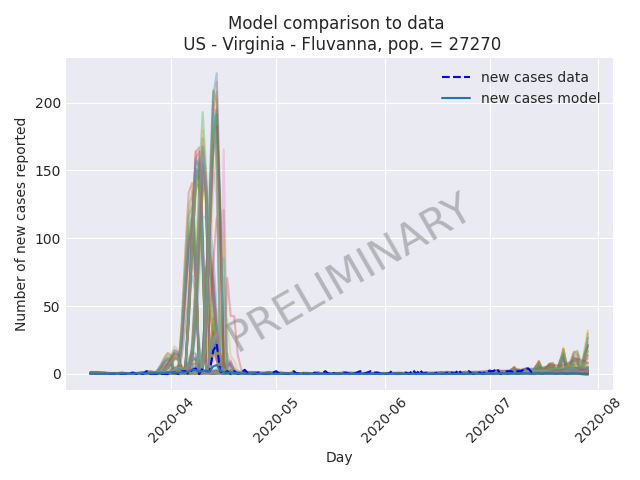 Model comparison to data
US - Virginia - Fluvanna, pop. = 27270
new cases data
new cases model
Number of new cases reported
200
150
100
50
0
PRELIMINARY
2020-04
2020-05
2020-06
2020-07
2020-08
Day